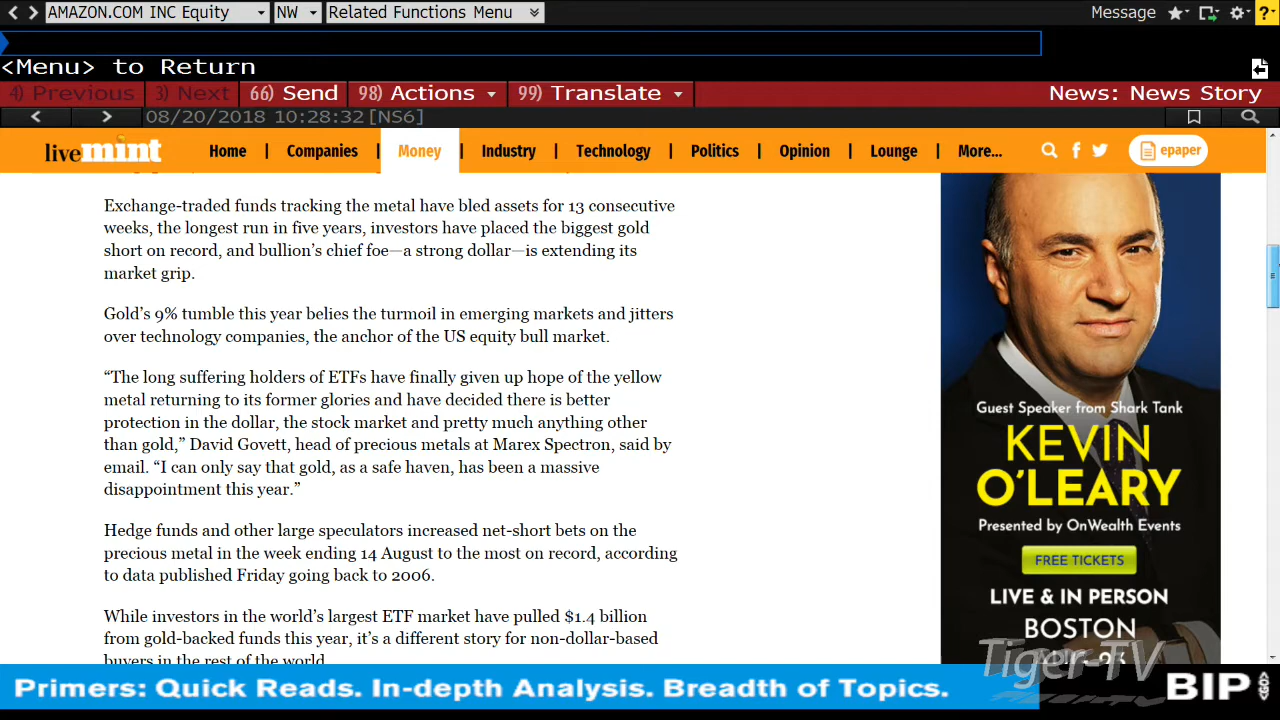 AMAZON.COM INC Equity NW Related Functions Menu Message ?
<Menu> to Return
4) Previous 3) Next 66) Send 98) Actions 99) Translate News: News Story
08/20/2018 10:28:32 [NS6]
livemint Home | Companies | Money | Industry | Technology | Politics | Opinion | Lounge | More... epaper
Exchange-traded funds tracking the metal have bled assets for 13 consecutive
weeks, the longest run in five years, investors have placed the biggest gold
short on record, and bullion’s chief foe—a strong dollar—is extending its
market grip.
Gold’s 9% tumble this year belies the turmoil in emerging markets and jitters
over technology companies, the anchor of the US equity bull market.
“The long suffering holders of ETFs have finally given up hope of the yellow
metal returning to its former glories and have decided there is better
protection in the dollar, the stock market and pretty much anything other
than gold,” David Govett, head of precious metals at Marex Spectron, said by
email. “I can only say that gold, as a safe haven, has been a massive
disappointment this year.”
Hedge funds and other large speculators increased net-short bets on the
precious metal in the week ending 14 August to the most on record, according
to data published Friday going back to 2006.
While investors in the world’s largest ETF market have pulled $1.4 billion
from gold-backed funds this year, it’s a different story for non-dollar-based
buyers in the rest of the world
Guest Speaker from Shark Tank
KEVIN
O’LEARY
Presented by OnWealth Events
FREE TICKETS
LIVE & IN PERSON
BOSTON
Tiger-TV
Primers: Quick Reads. In-depth Analysis. Breadth of Topics.
BIP